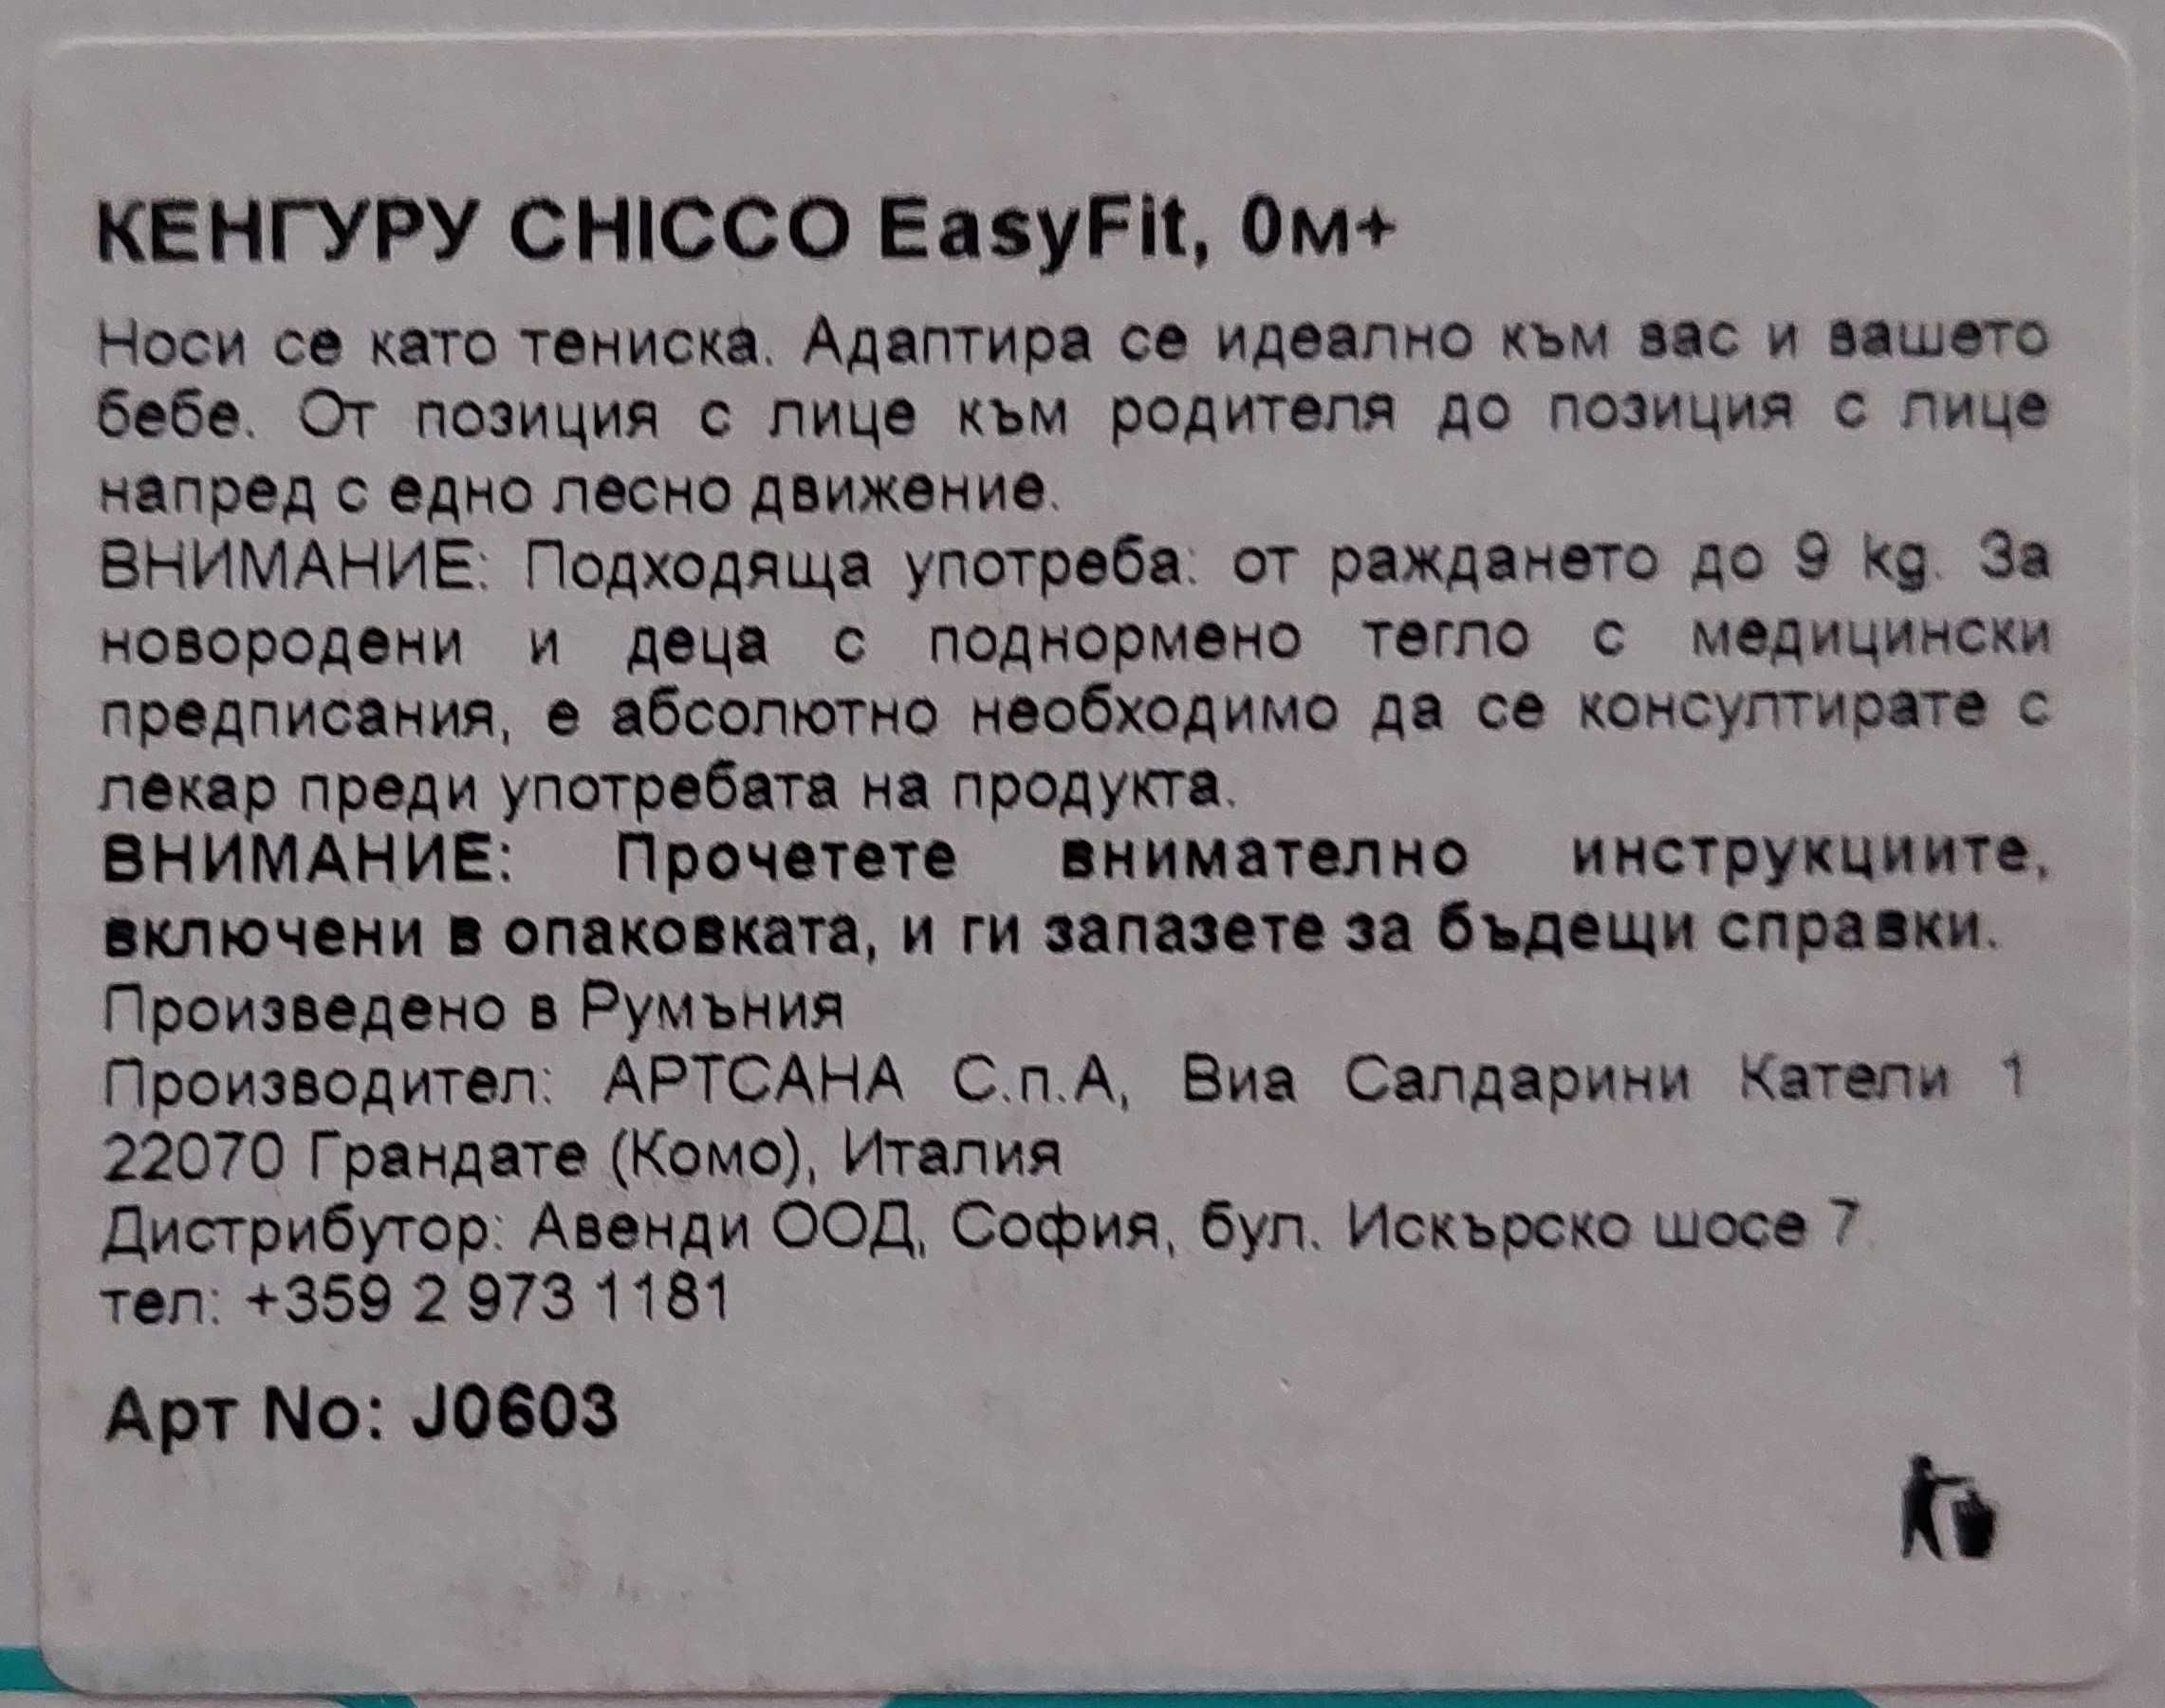 КЕНГУРУ CHICCO EasyFit, 0м+
Носи се като тениска. Адаптира се идеално към вас и вашето
бебе. От позиция с лице към родителя до позиция с лице
напред с едно лесно движение.
ВНИМАНИЕ: Подходяща употреба: от раждането до 9 kg. За
новородени и деца с поднормено тегло с медицински
предписания, е абсолютно необходимо да се консултирате с
лекар преди употребата на продукта.
ВНИМАНИЕ: Прочетете внимателно инструкциите,
включени в опаковката, и ги запазете за бъдещи справки.
Произведено в Румъния
Производител: АРТСАНА С.п.А, Виа Салдарини Катели 1
22070 Грандате (Комо), Италия
Дистрибутор: Авенди ООД, София, бул. Искърско шосе 7
тел: +359 2 973 1181
Арт No: J0603